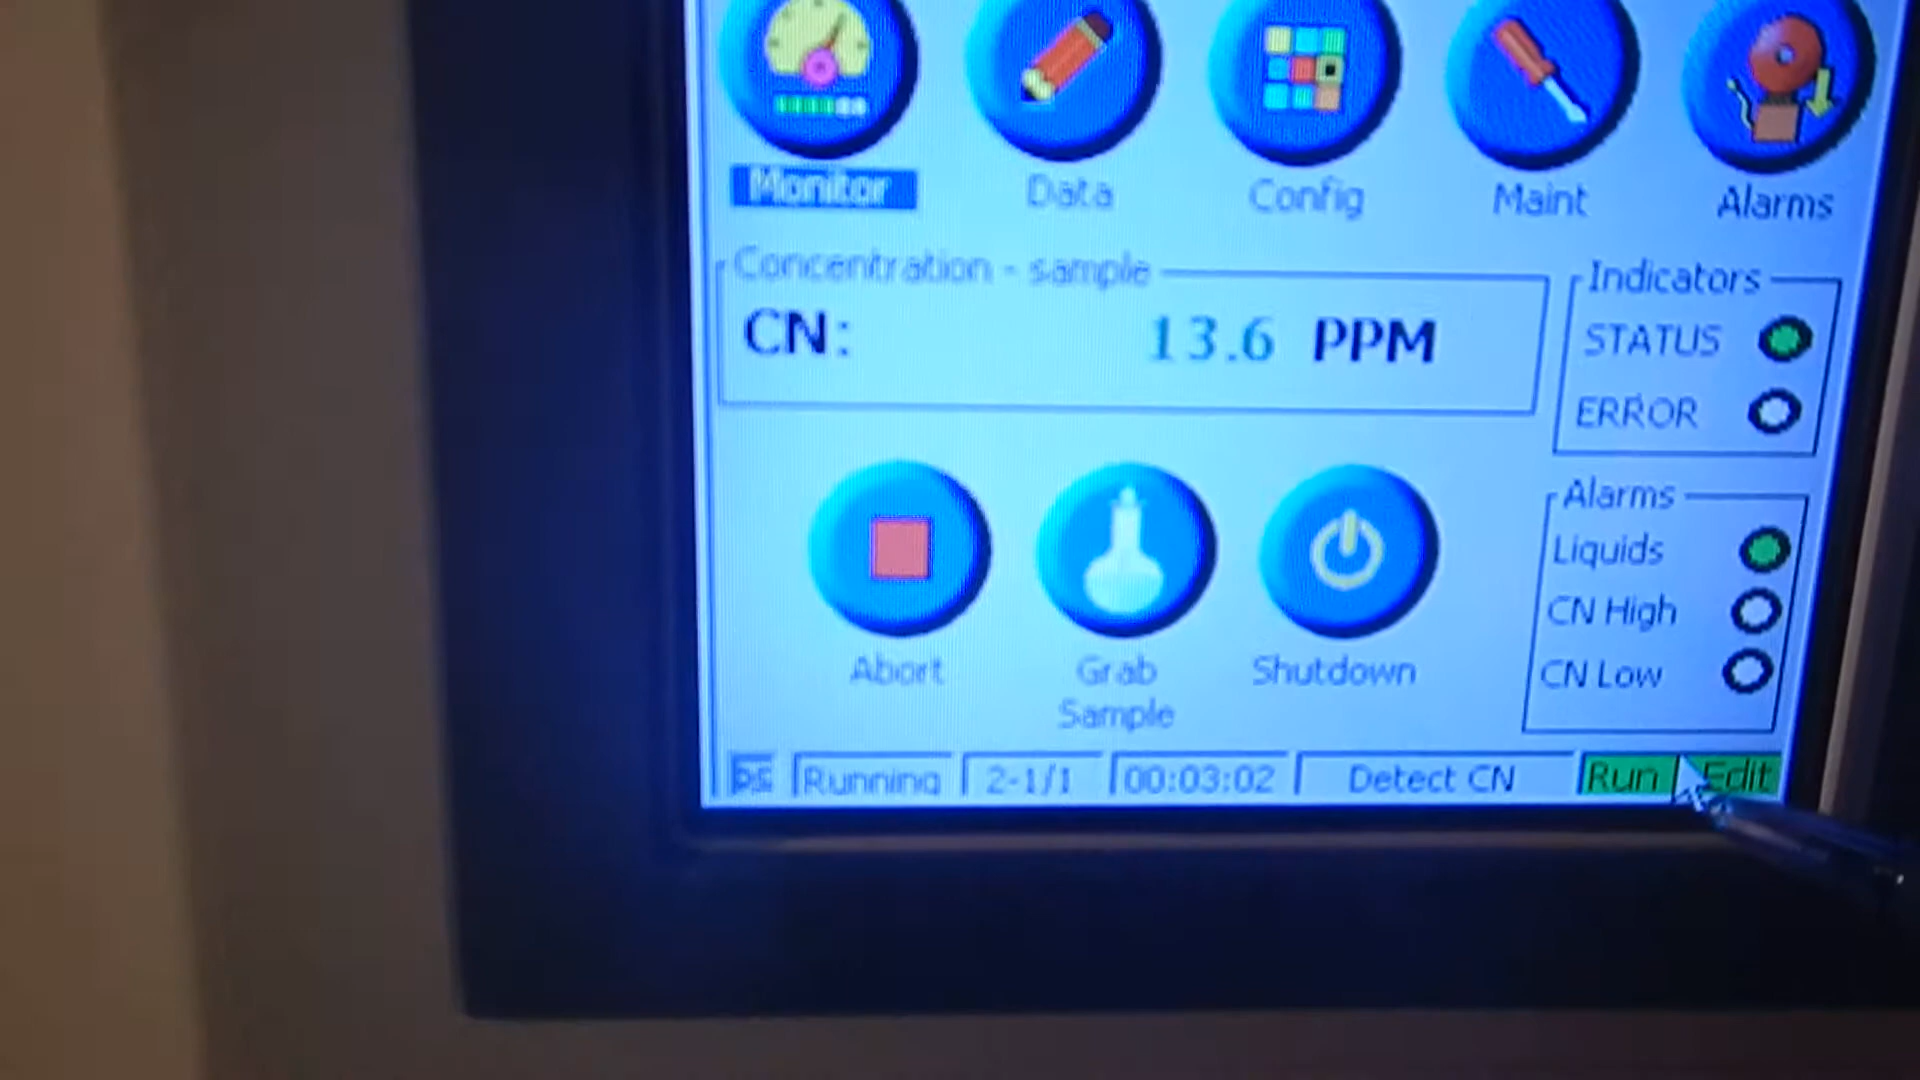 Monitor Data Config Maint Alarms
Concentration - sample
CN: 13.6 PPM
Indicators
STATUS
ERROR
Abort Grab Sample Shutdown
Alarms
Liquids
CN High
CN Low
Running 2-1/1 00:03:02 Detect CN Run Edit